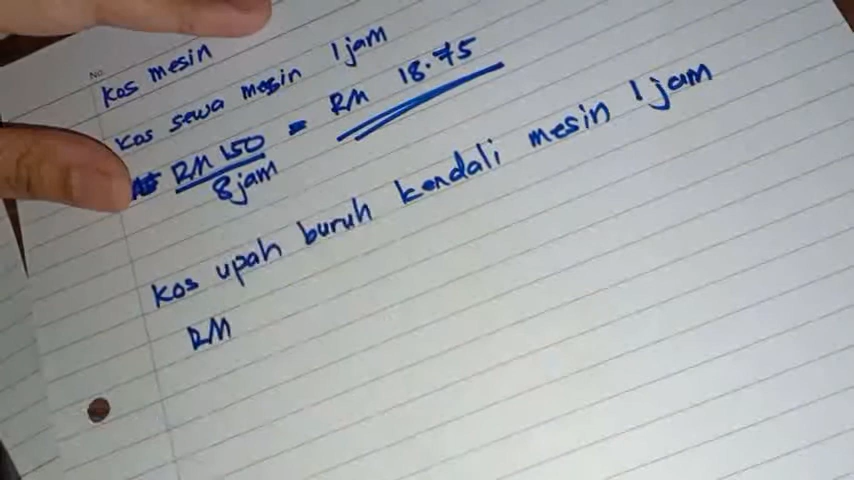 No.
kos mesin
kos sewa mesin 1 jam
RM 150 = RM 18.75
8 jam
kos upah buruh kendali mesin 1 jam
RM